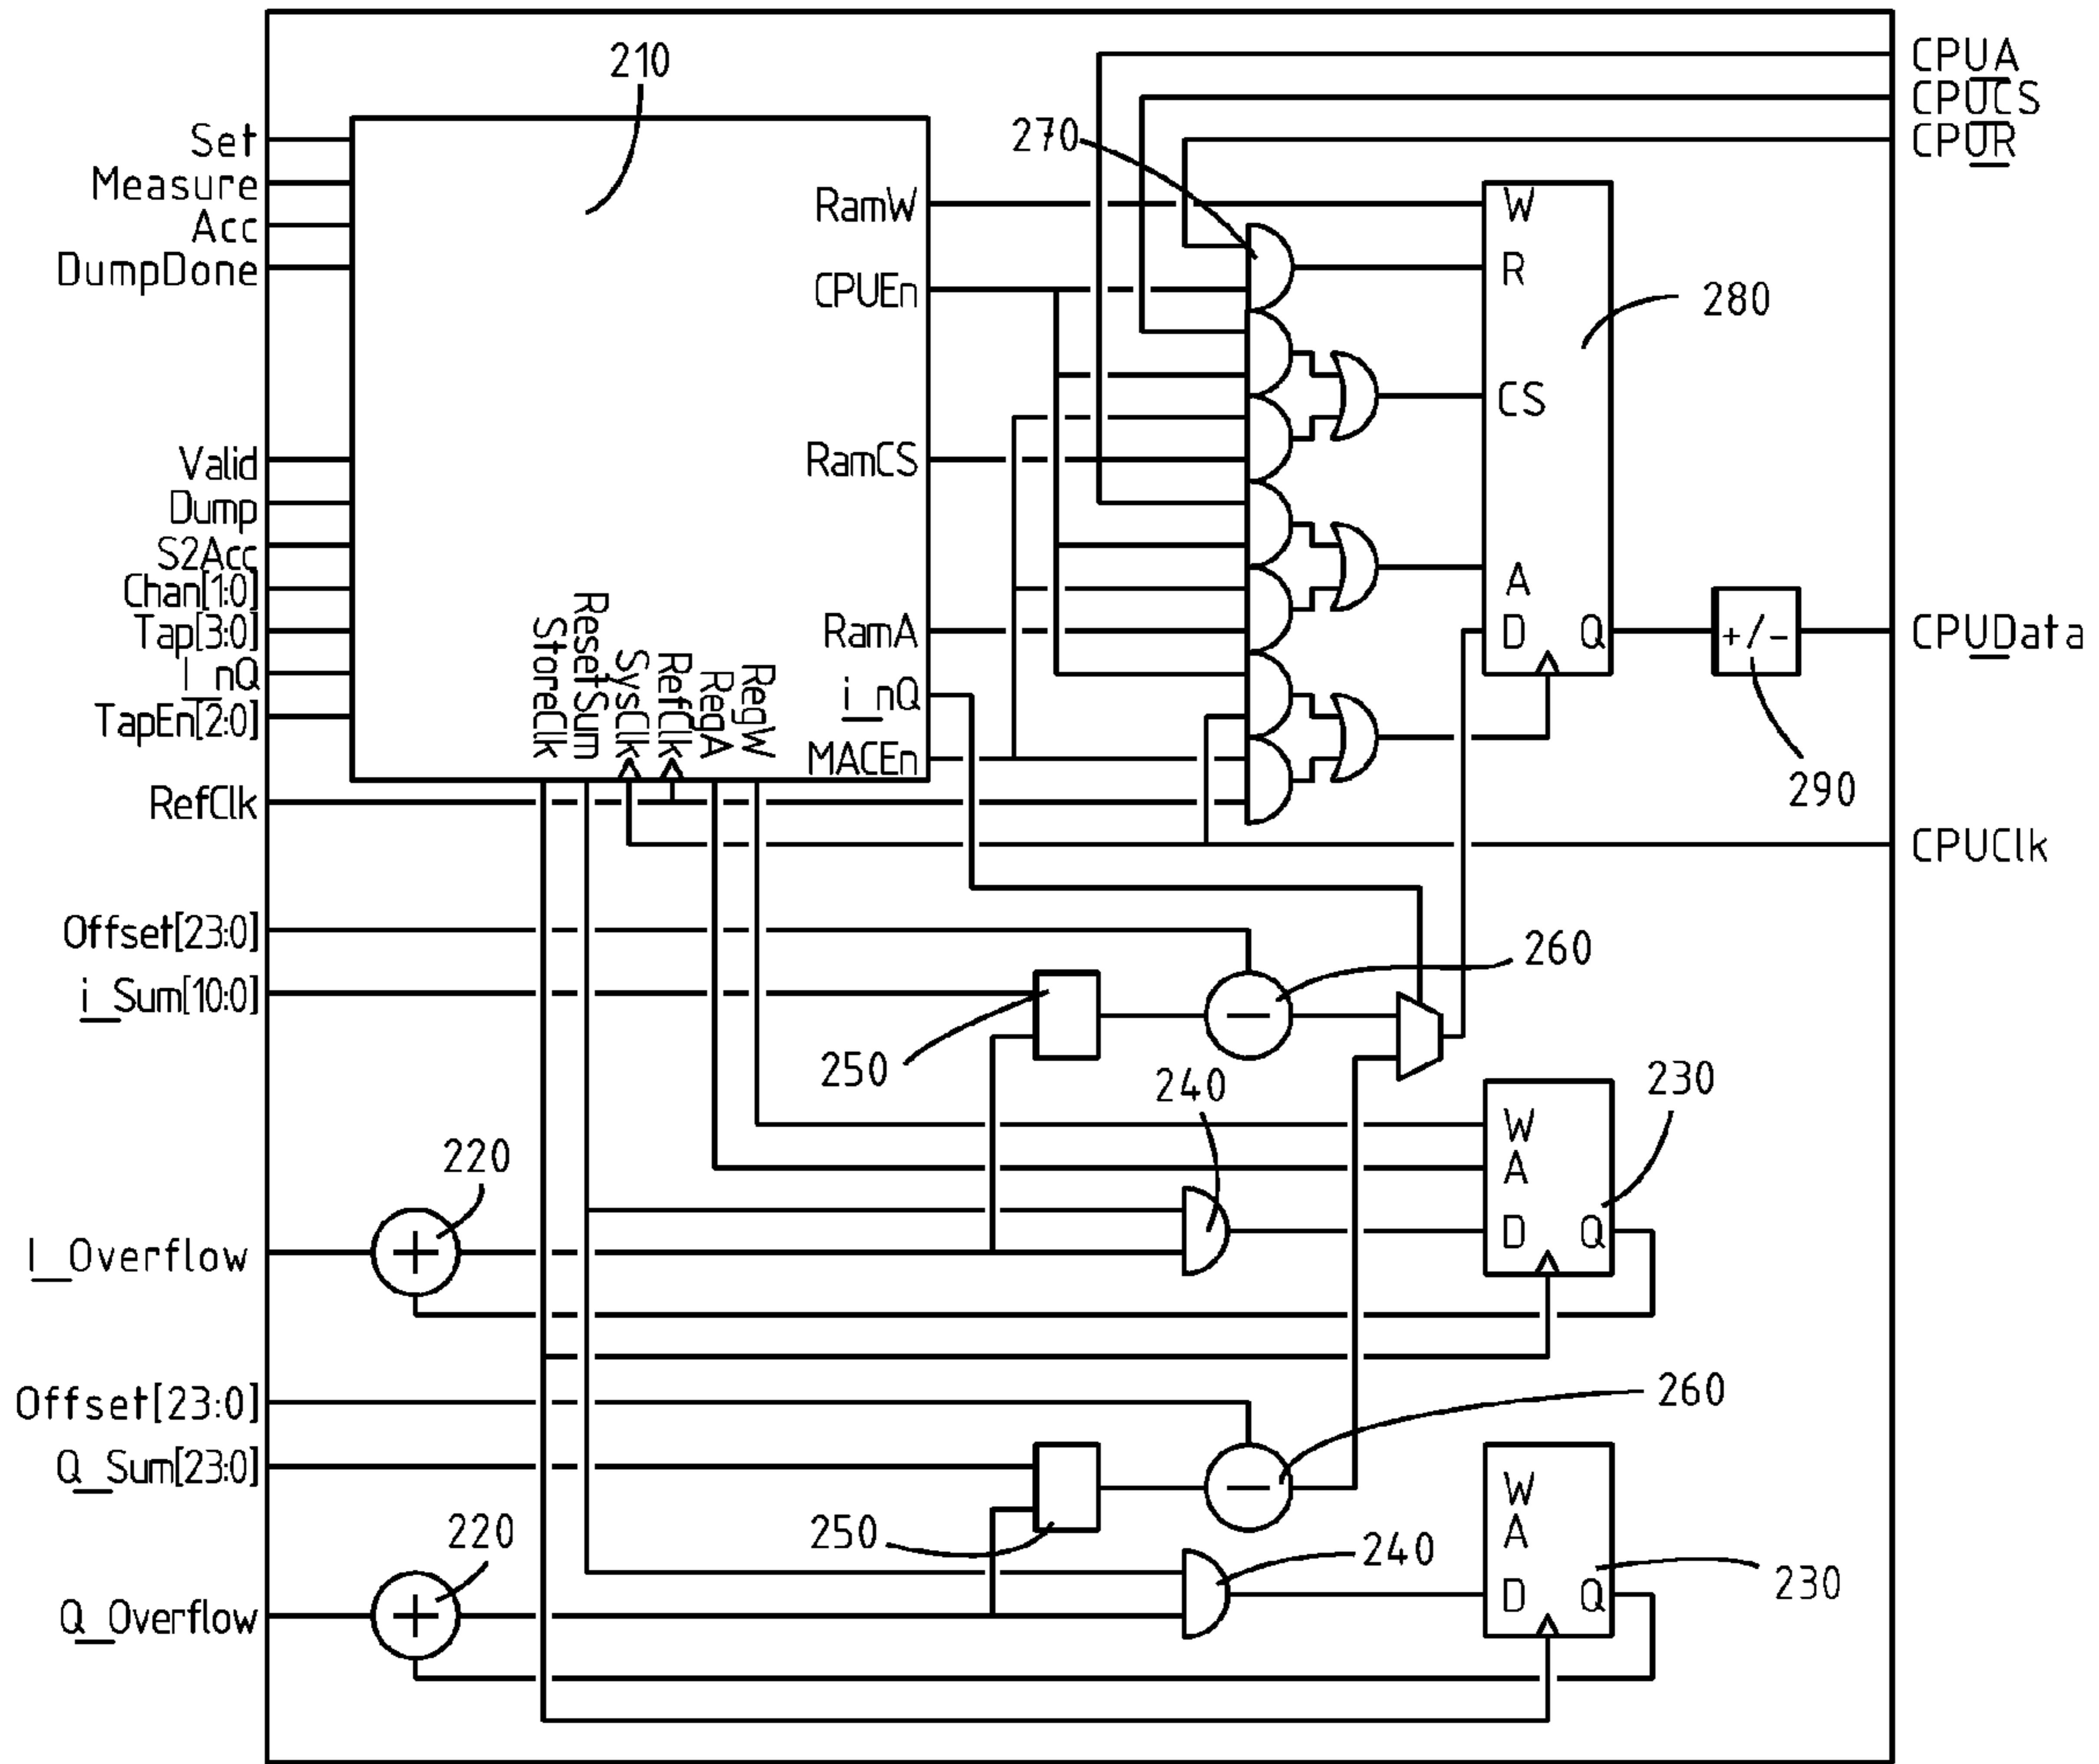 210
CPUA
CPUCS
CPUR
270
Set
Measure
Acc
DumpDone
RamW
W
R
CPUEn
280
CS
Valid
Dump
S2Acc
Chan[1:0]
Tap[3:0]
I_nQ
TapEn[2:0]
RamCS
RamA
i_nQ
MACEn
StoreClk
ResetSum
SysClk
RefClk
RegA
RegW
A
D
Q
+/-
CPUData
290
RefClk
CPUClk
Offset[23:0]
i_Sum[10:0]
260
250
240
230
W
A
D
Q
220
I_Overflow
Offset[23:0]
Q_Sum[23:0]
260
250
240
230
W
A
D
Q
220
Q_Overflow